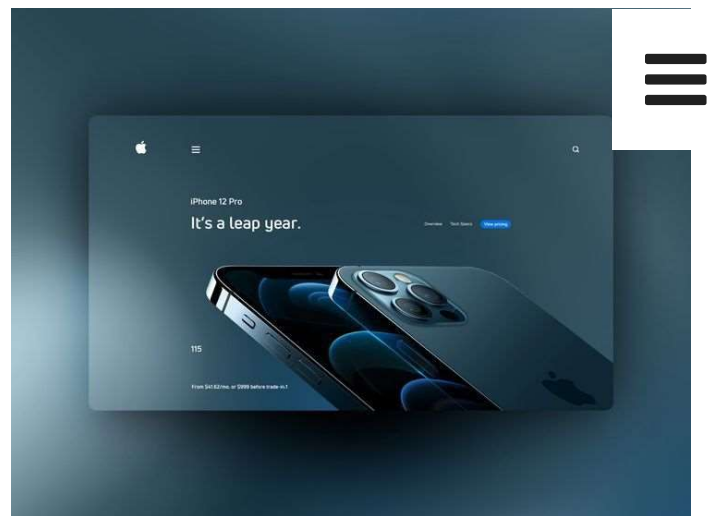 iPhone 12 Pro
It's a leap year.
Overview Tech Specs View pricing
115
From $41.62/mo. or $999 before trade-in.1